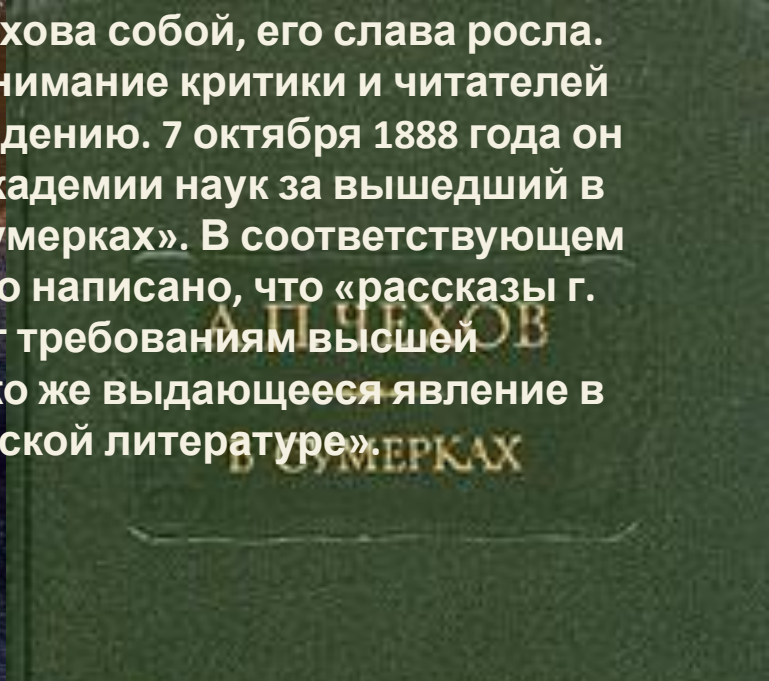 хова собой, его слава росла.
нимание критики и читателей
дению. 7 октября 1888 года он
кадемии наук за вышедший в
умерках». В соответствующем
о написано, что «рассказы г.
т требованиям высшей
ко же выдающееся явление в
ской литературе».
А.П.ЧЕХОВ
В СУМЕРКАХ